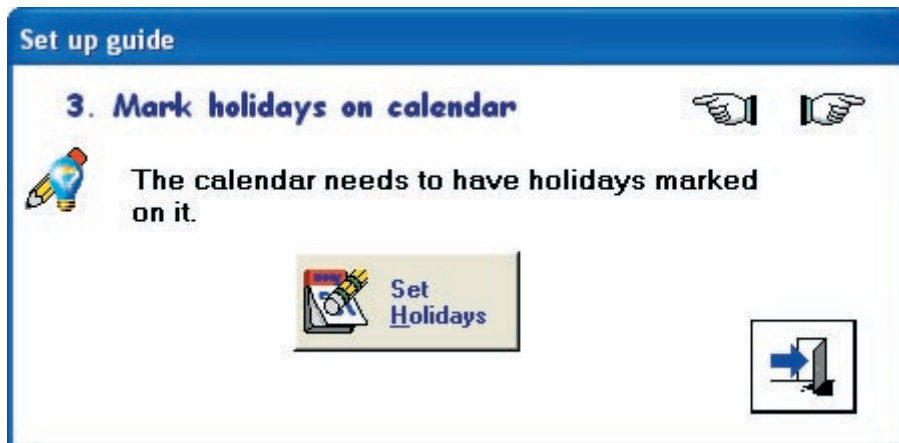 Set up guide
3. Mark holidays on calendar
The calendar needs to have holidays marked
on it.
Set
Holidays